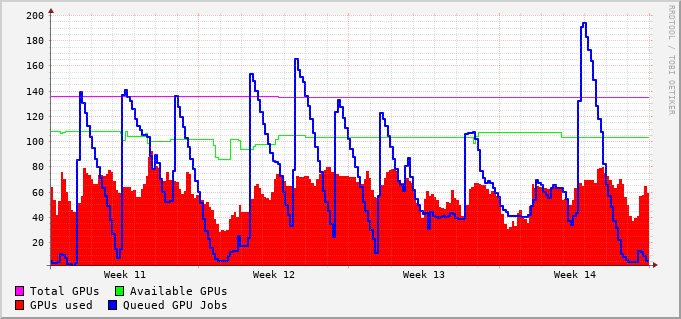 200
180
160
140
120
100
80
60
40
20
Week 11 Week 12 Week 13 Week 14
Total GPUs Available GPUs
GPUs used Queued GPU Jobs
RRDTOOL / TOBI OETIKER